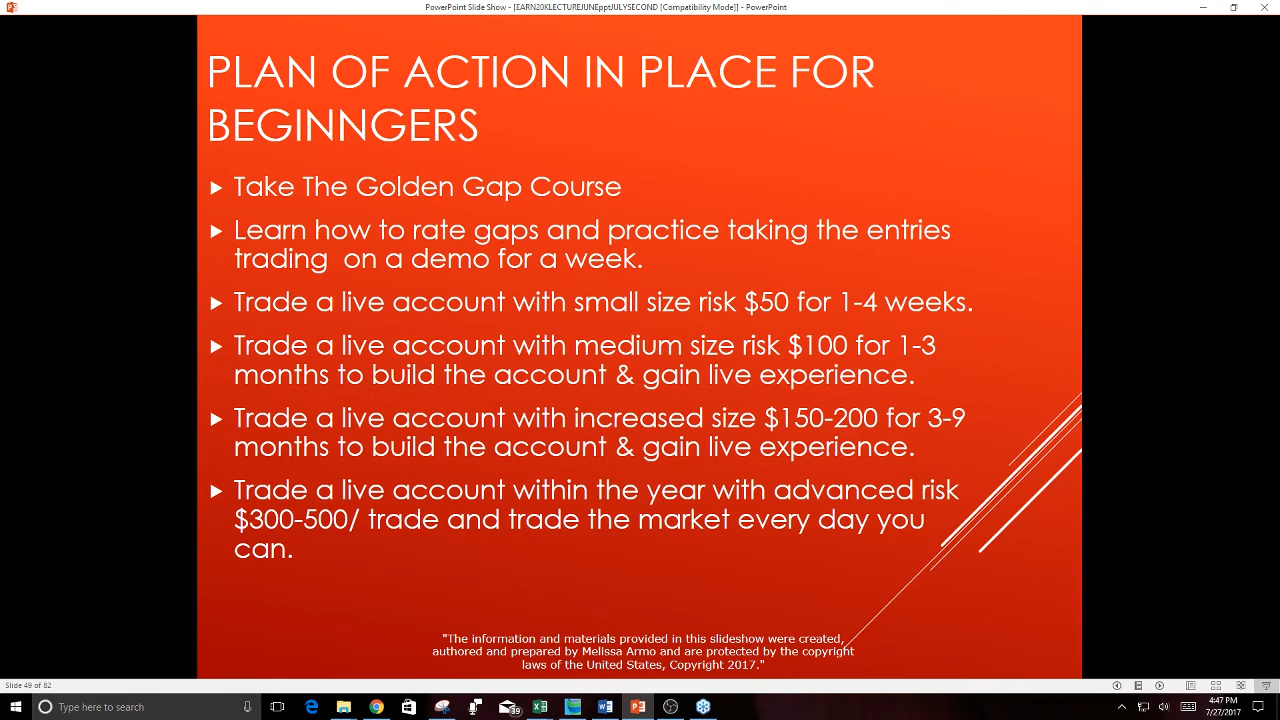 PowerPoint Slide Show - [EARN20KLECTUREJUNEpptJULYSECOND [Compatibility Mode]] - PowerPoint
PLAN OF ACTION IN PLACE FOR
BEGINNGERS
Take The Golden Gap Course
Learn how to rate gaps and practice taking the entries
trading  on a demo for a week.
Trade a live account with small size risk $50 for 1-4 weeks.
Trade a live account with medium size risk $100 for 1-3
months to build the account & gain live experience.
Trade a live account with increased size $150-200 for 3-9
months to build the account & gain live experience.
Trade a live account within the year with advanced risk
$300-500/ trade and trade the market every day you
can.
"The information and materials provided in this slideshow were created,
authored and prepared by Melissa Armo and are protected by the copyright
laws of the United States, Copyright 2017."
Slide 49 of 82
Type here to search
38
4:47 PM
7/27/2017